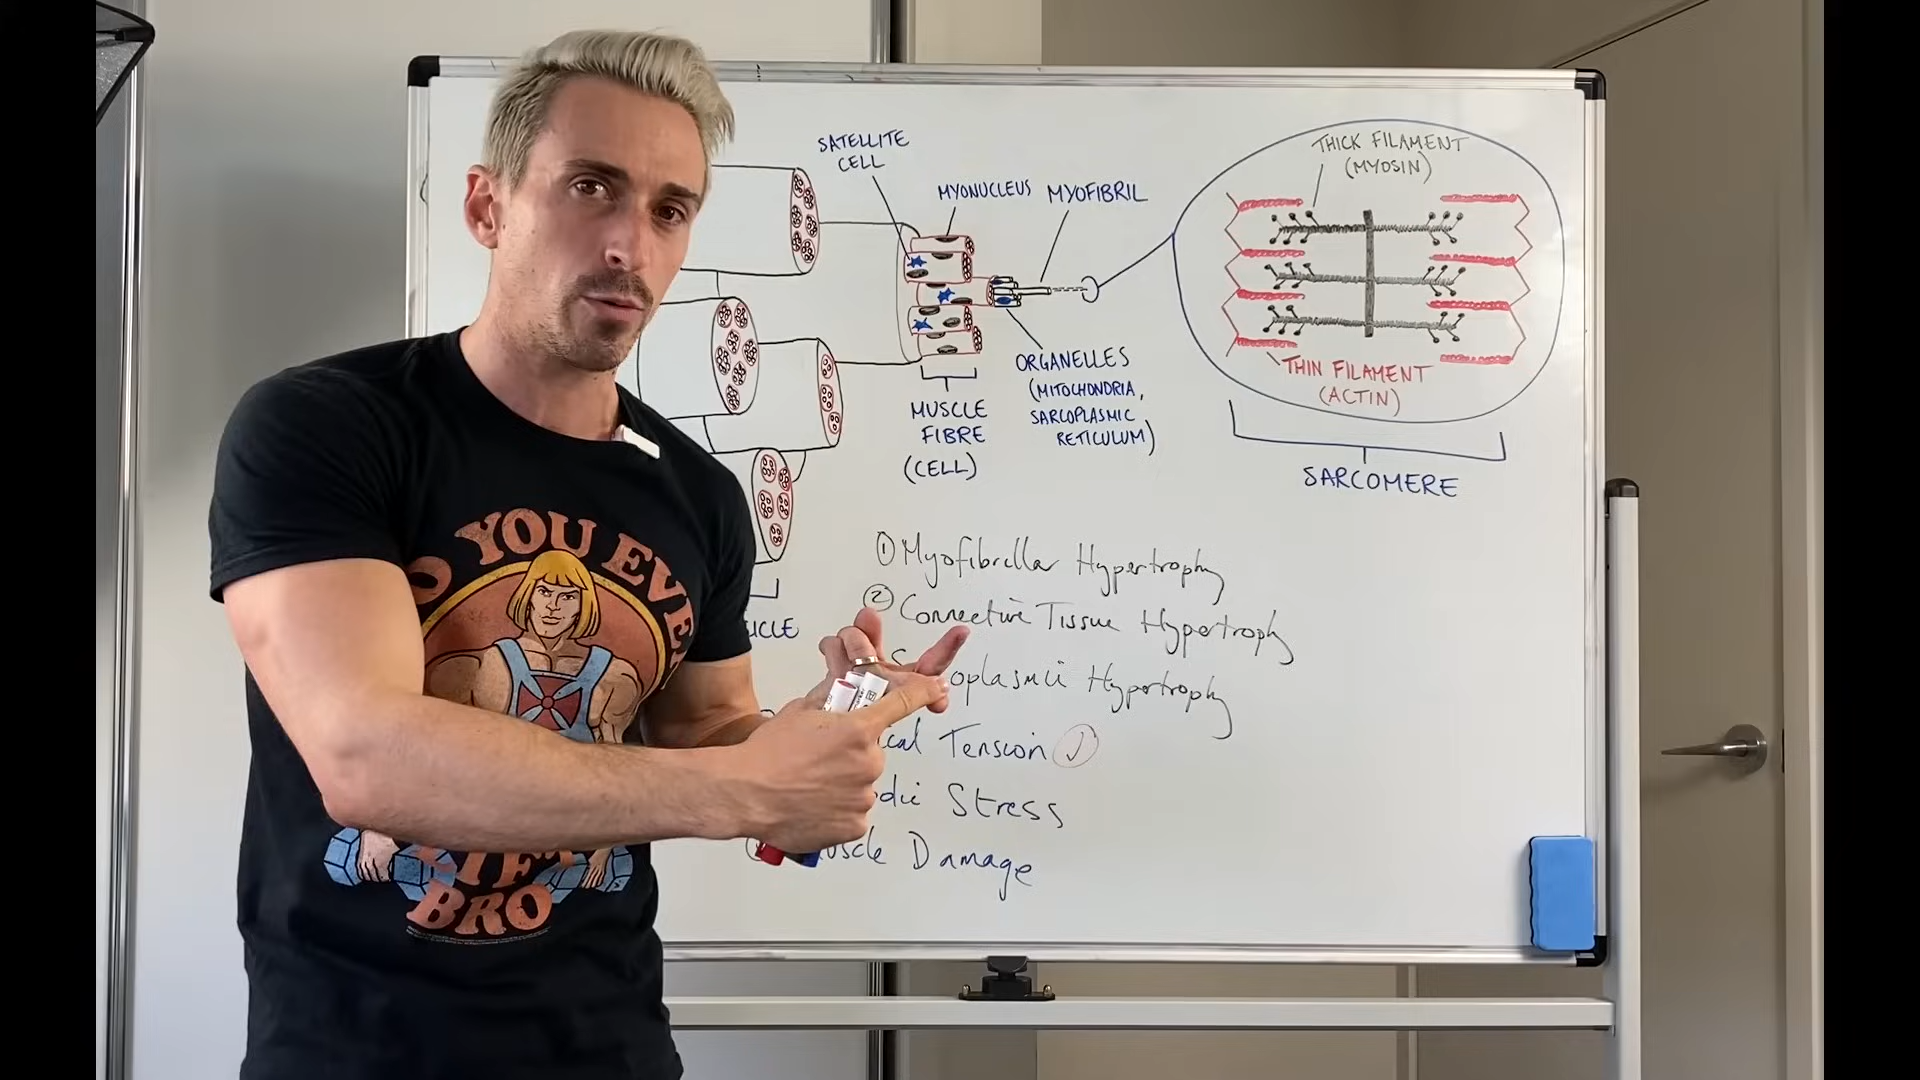 SATELLITE
CELL
MYONUCLEUS
MYOFIBRIL
THICK FILAMENT
(MYOSIN)
THIN FILAMENT
(ACTIN)
ORGANELLES
(MITOCHONDRIA,
SARCOPLASMIC
RETICULUM)
MUSCLE
FIBRE
(CELL)
SARCOMERE
① Myofibrillar Hypertrophy
② Connective Tissue Hypertrophy
Hypertrophy
Tension
Stress
Damage
YOU EVE
BRO